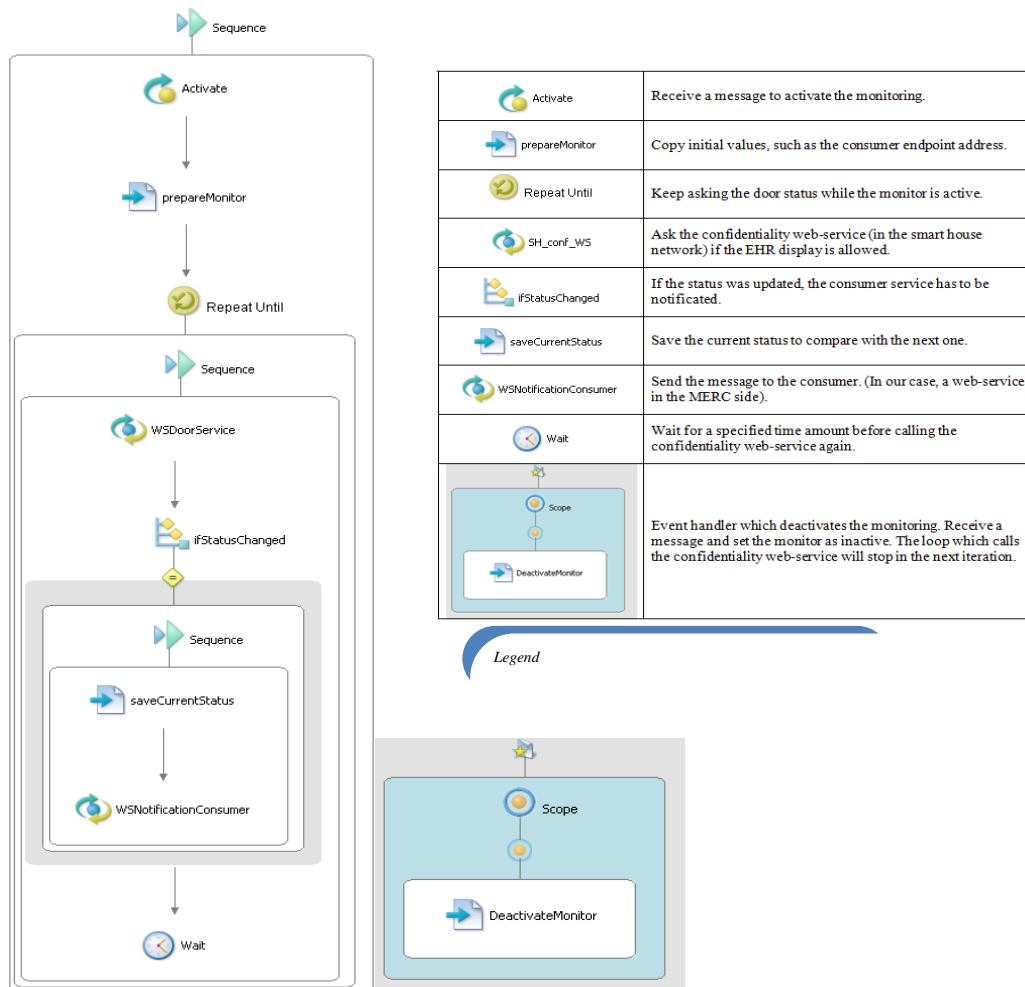 Sequence
Activate
prepareMonitor
Repeat Until
Sequence
WSDoorService
ifStatusChanged
=
Sequence
saveCurrentStatus
WSNotificationConsumer
Wait
Activate
Receive a message to activate the monitoring.
prepareMonitor
Copy initial values, such as the consumer endpoint address.
Repeat Until
Keep asking the door status while the monitor is active.
SH_conf_WS
Ask the confidentiality web-service (in the smart house
network) if the EHR display is allowed.
ifStatusChanged
If the status was updated, the consumer service has to be
notificated.
saveCurrentStatus
Save the current status to compare with the next one.
WSNotificationConsumer
Send the message to the consumer. (In our case, a web-service
in the MERC side).
Wait
Wait for a specified time amount before calling the
confidentiality web-service again.
Scope
DeactivateMonitor
Event handler which deactivates the monitoring. Receive a
message and set the monitor as inactive. The loop which calls
the confidentiality web-service will stop in the next iteration.
Legend
Scope
DeactivateMonitor